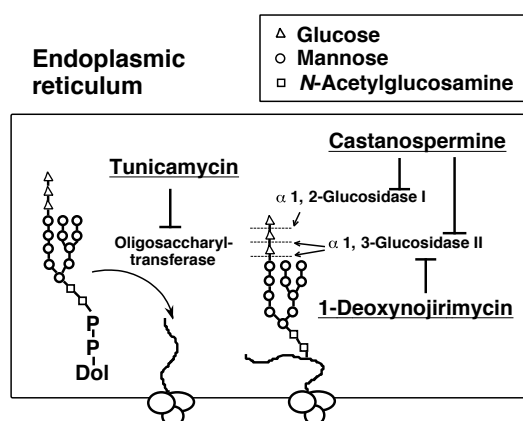 Endoplasmic
reticulum
Glucose
Mannose
N-Acetylglucosamine
Tunicamycin
Oligosaccharyl-
transferase
P
P
Dol
Castanospermine
α 1, 2-Glucosidase I
α 1, 3-Glucosidase II
1-Deoxynojirimycin